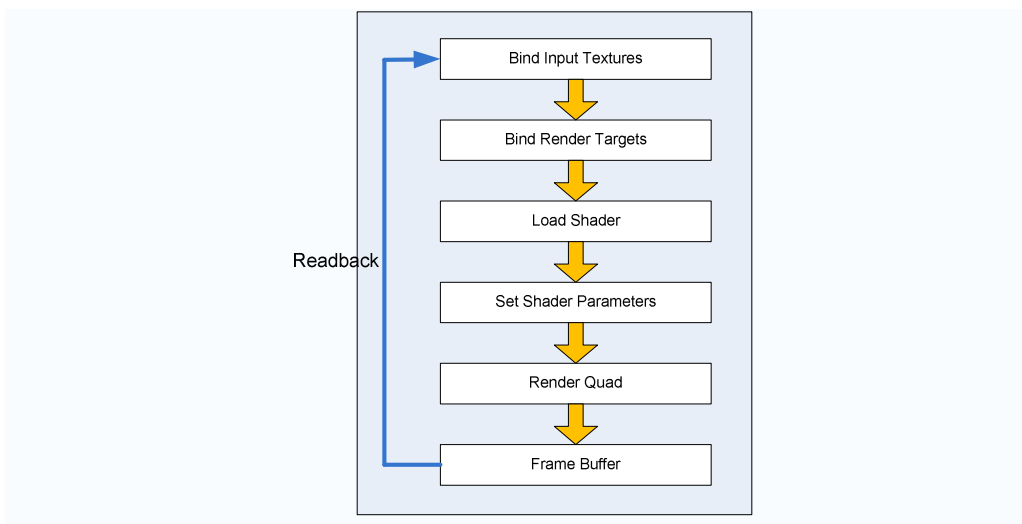 Bind Input Textures
Bind Render Targets
Load Shader
Readback
Set Shader Parameters
Render Quad
Frame Buffer